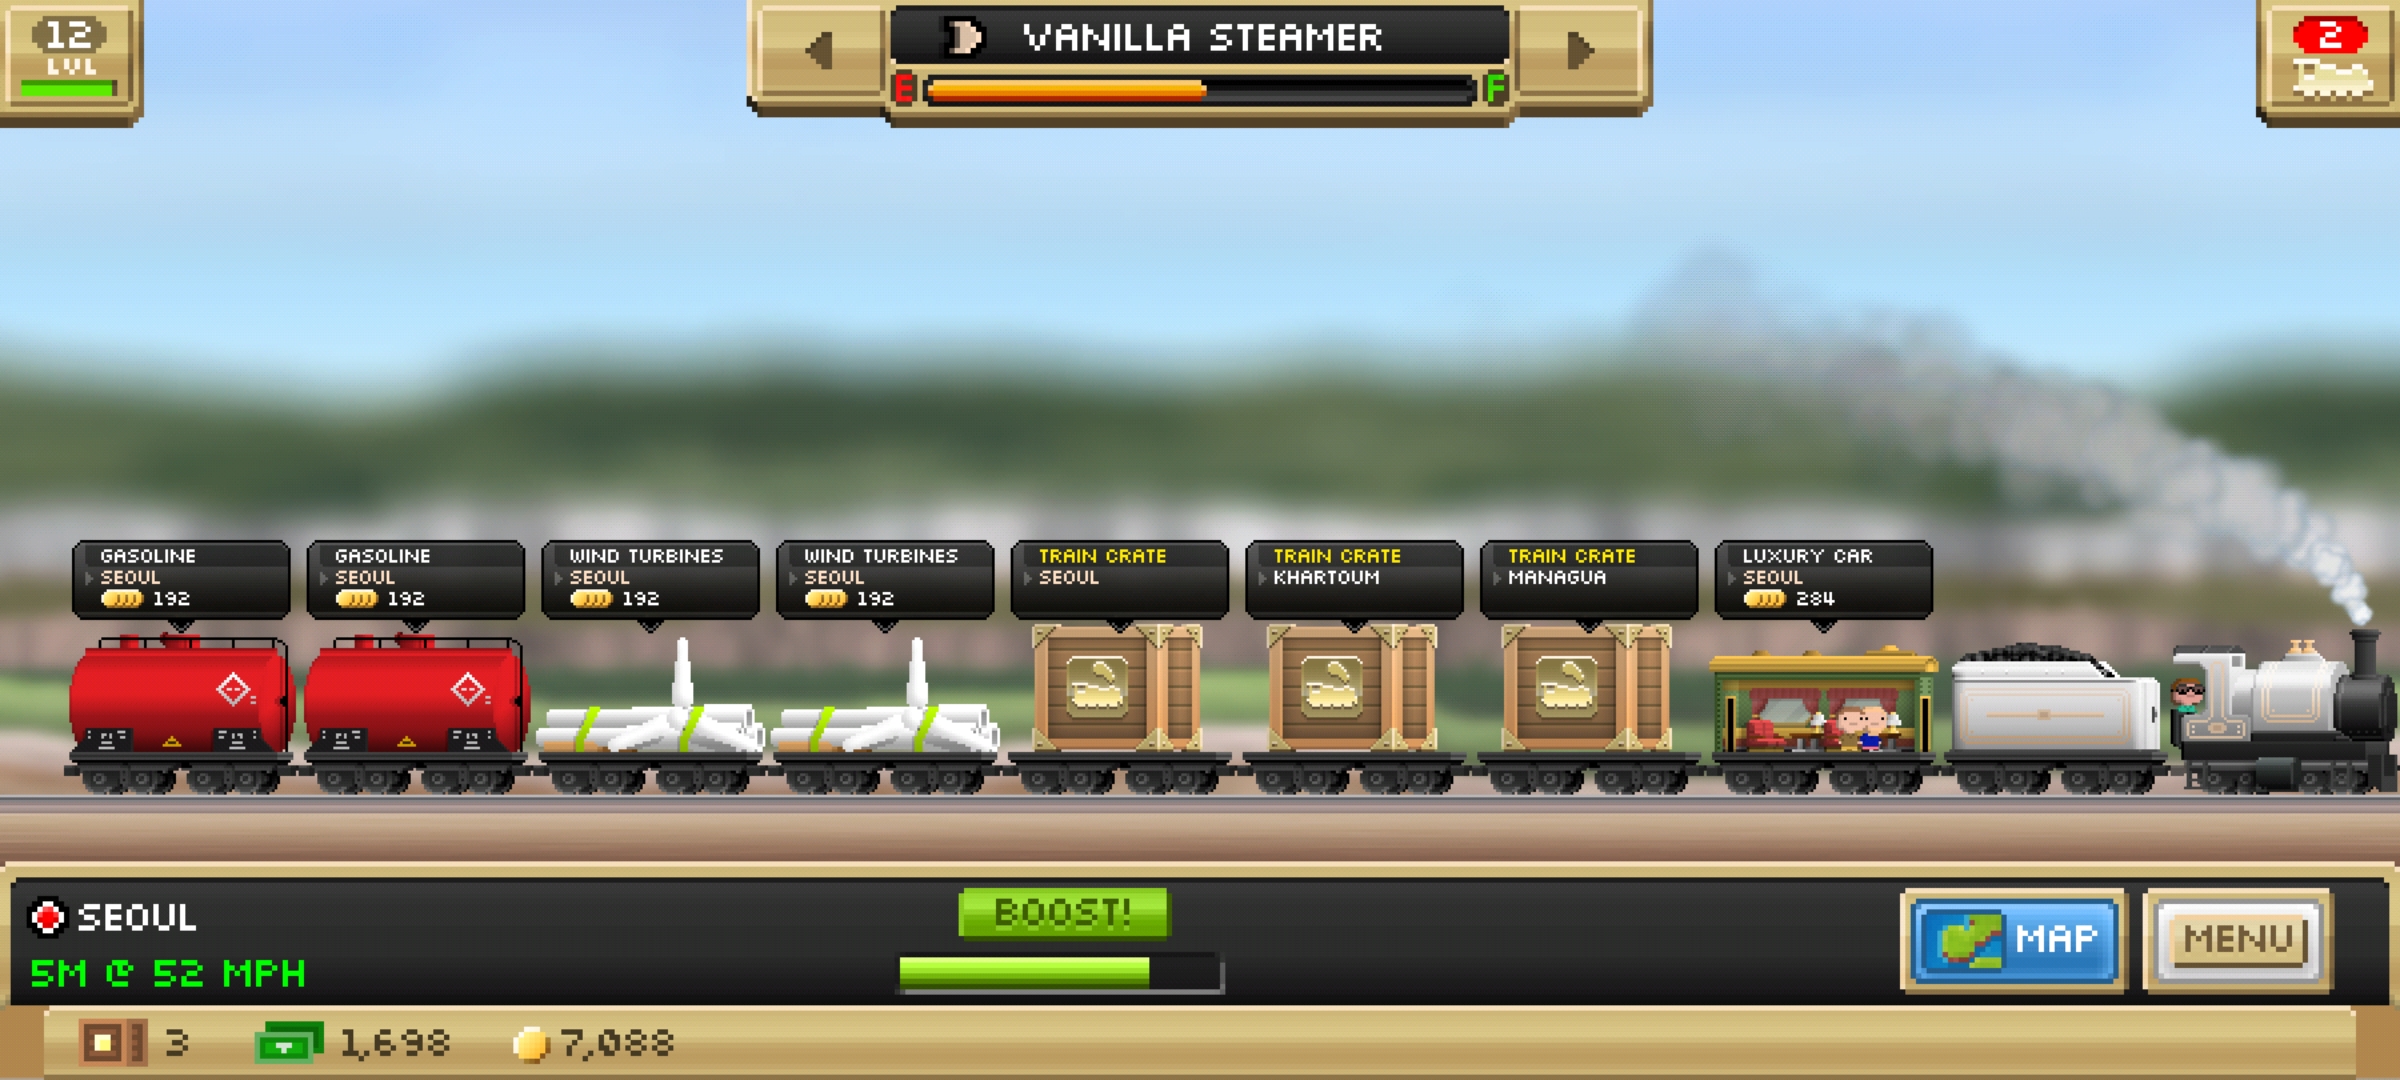 12
LVL
VANILLA STEAMER
E F
2
GASOLINE
SEOUL
192
GASOLINE
SEOUL
192
WIND TURBINES
SEOUL
192
WIND TURBINES
SEOUL
192
TRAIN CRATE
SEOUL
TRAIN CRATE
KHARTOUM
TRAIN CRATE
MANAGUA
LUXURY CAR
SEOUL
284
SEOUL
5M @ 52 MPH
BOOST!
MAP
MENU
3
1,698
7,088